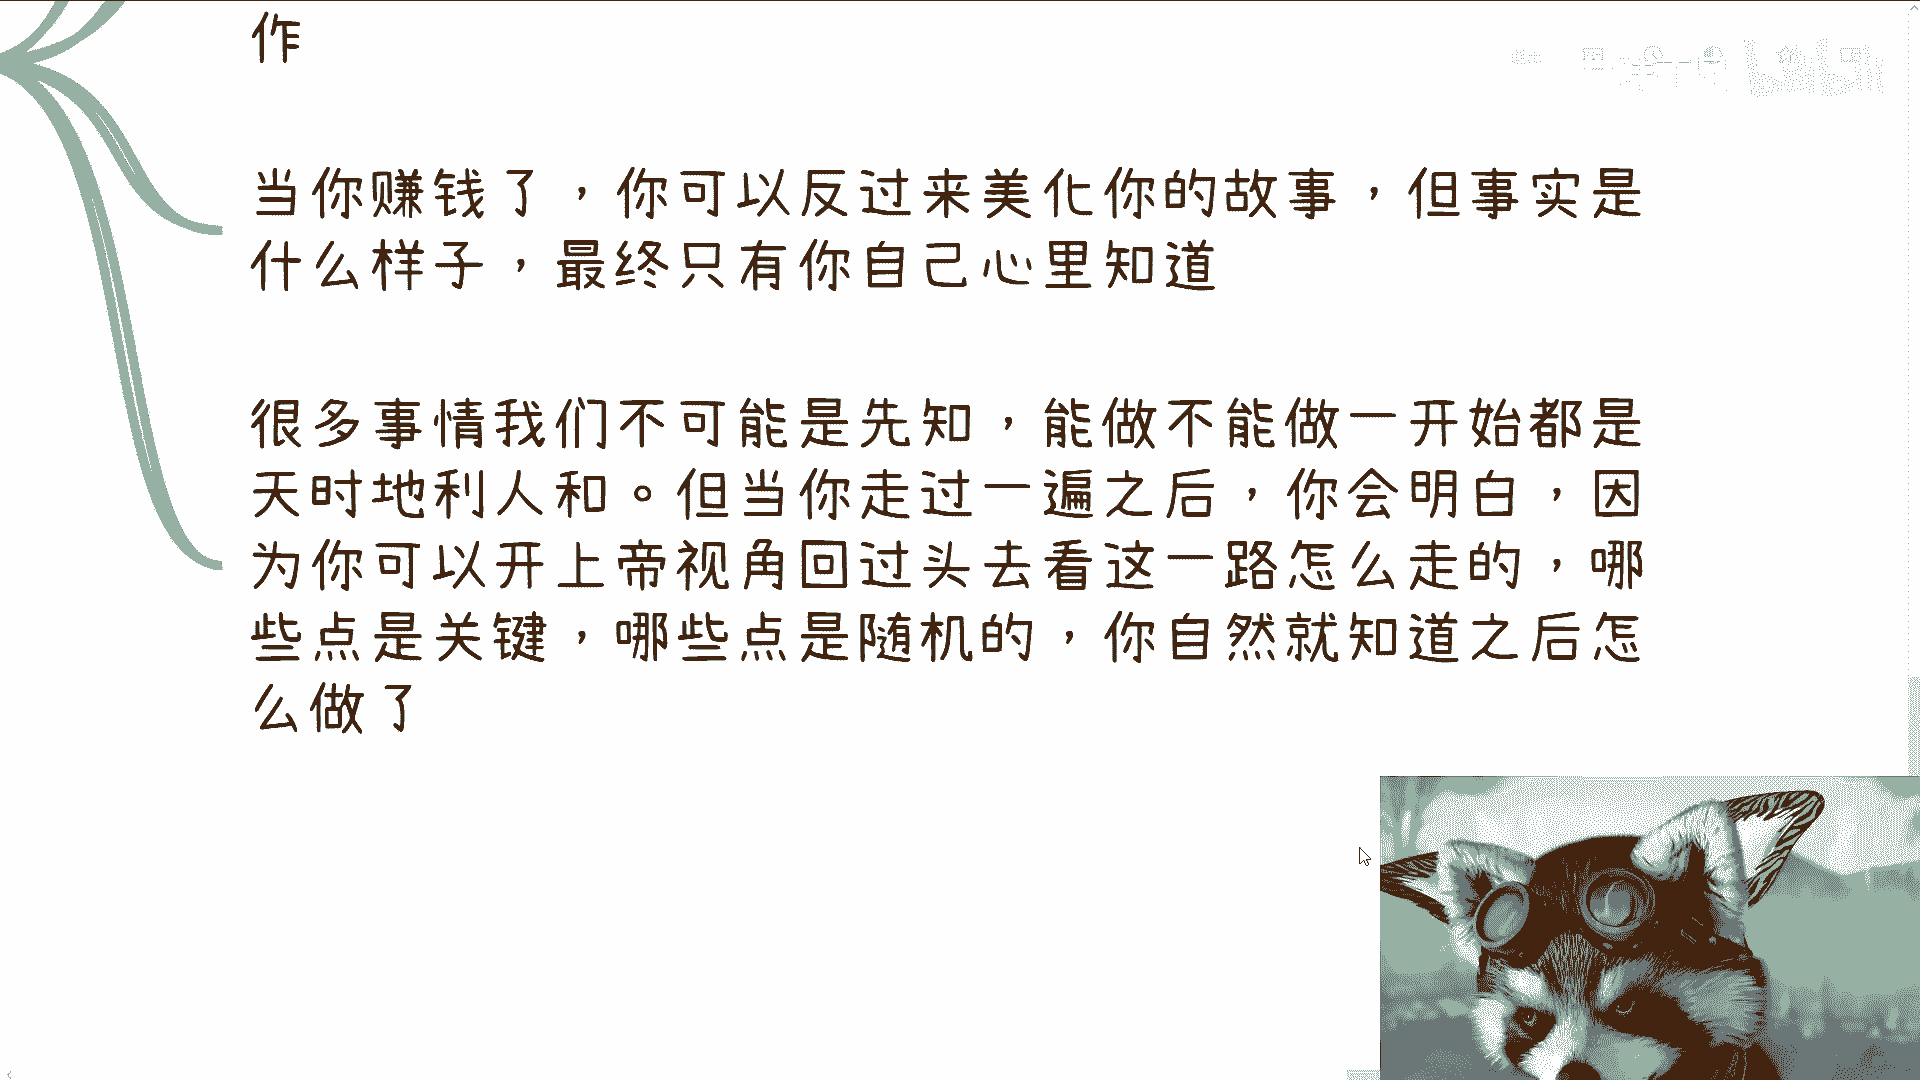 作
当你赚钱了，你可以反过来美化你的故事，但事实是
什么样子，最终只有你自己心里知道
很多事情我们不可能是先知，能做不能做一开始都是
天时地利人和。但当你走过一遍之后，你会明白，因
为你可以开上帝视角回过头去看这一路怎么走的，哪
些点是关键，哪些点是随机的，你自然就知道之后怎
么做了